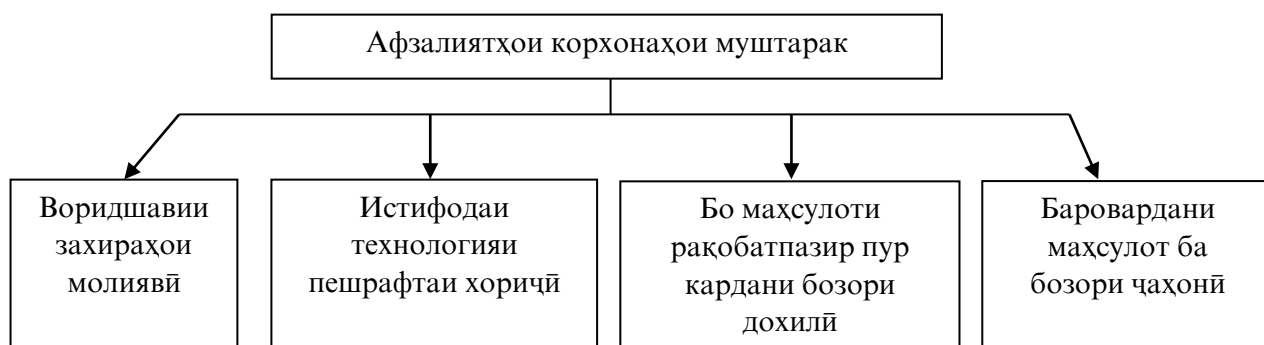 Афзалиятҳои корхонаҳои муштарак
Воридшавии
захираҳои
молиявӣ
Истифодаи
технологияи
пешрафтаи хориҷӣ
Бо маҳсулоти
рақобатпазир пур
кардани бозори
дохилӣ
Баровардани
маҳсулот ба
бозори ҷаҳонӣ